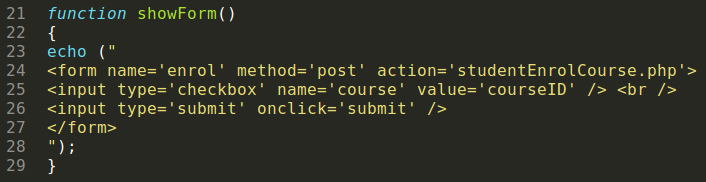 21 function showForm()
22 {
23 echo ("
24 <form name='enrol' method='post' action='studentEnrolCourse.php'>
25 <input type='checkbox' name='course' value='courseID' /> <br />
26 <input type='submit' onclick='submit' />
27 </form>
28 ");
29 }